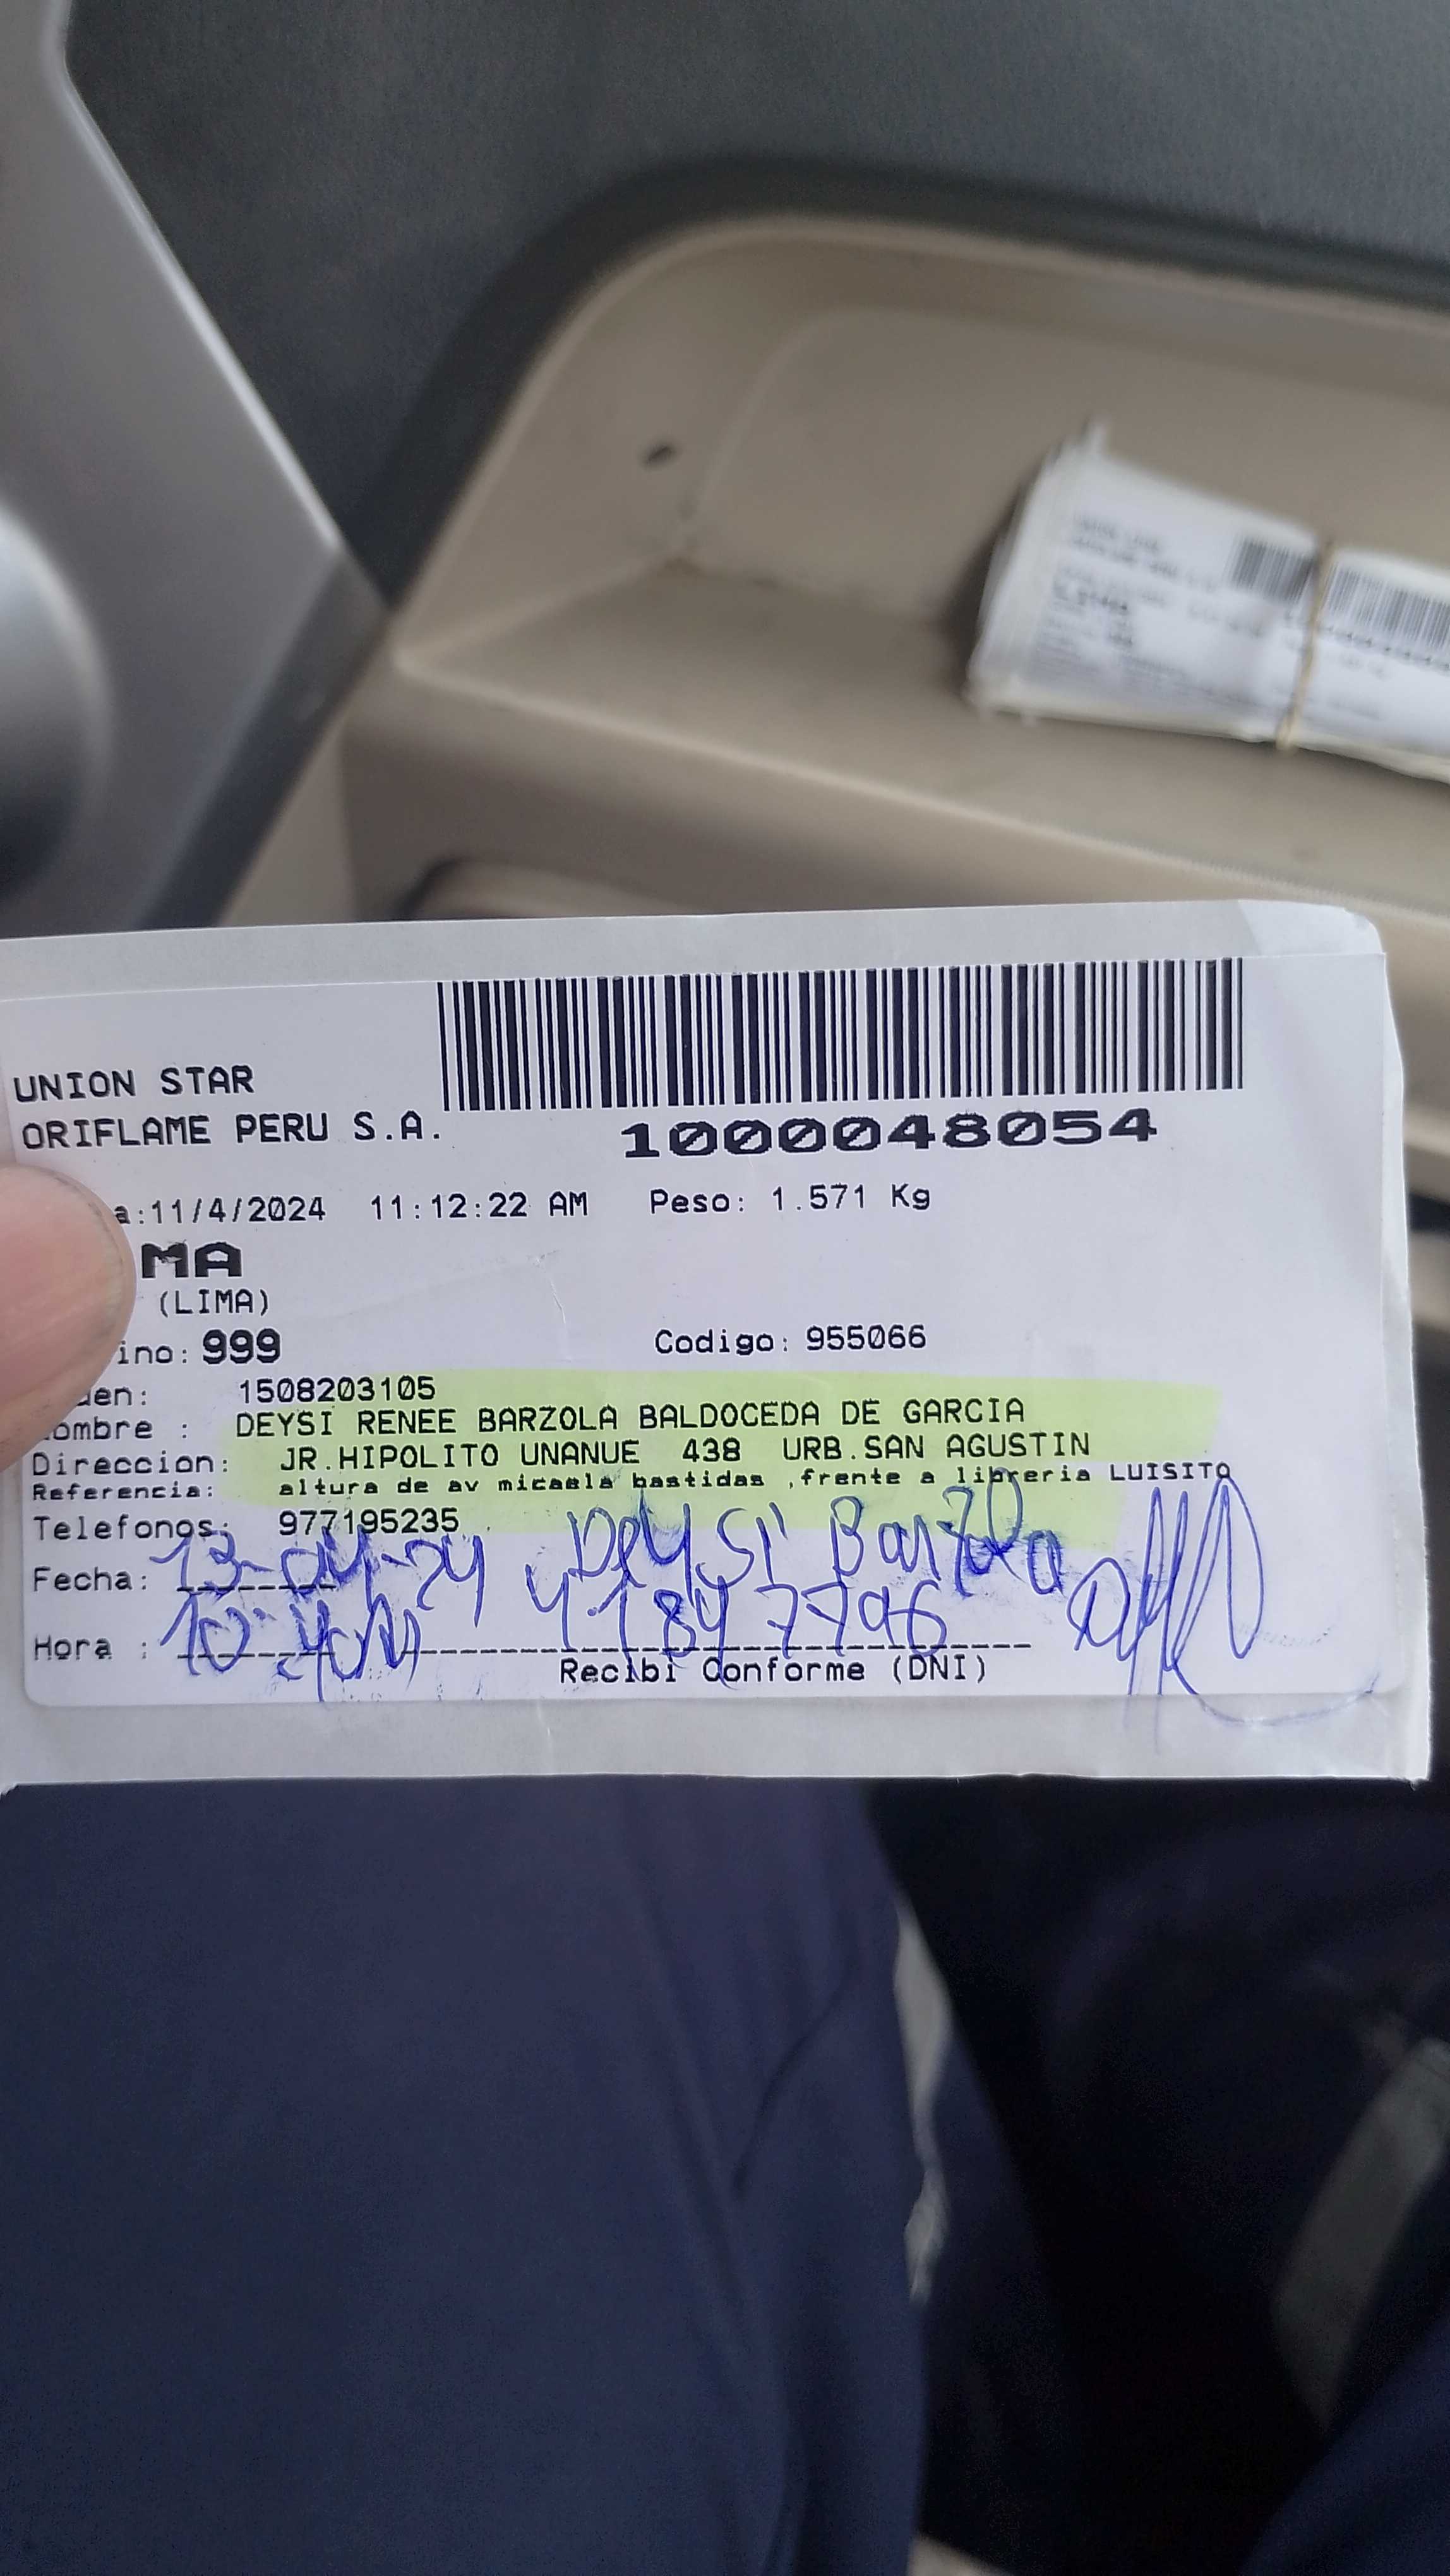 UNION STAR
ORIFLAME PERU S.A.
1000048054
a:11/4/2024 11:12:22 AM Peso: 1.571 Kg
MA
(LIMA)
ino: 999 Codigo: 955066
den: 1508203105
ombre : DEYSI RENEE BARZOLA BALDOCEDA DE GARCIA
Direccion: JR.HIPOLITO UNANUE 438 URB.SAN AGUSTIN
Referencia: altura de av micaela bastidas ,frente a libreria LUISITO
Telefonos: 977195235
Fecha: 13-04-24 Deysi Barzola
Hora : 41847796
Recibi Conforme (DNI)